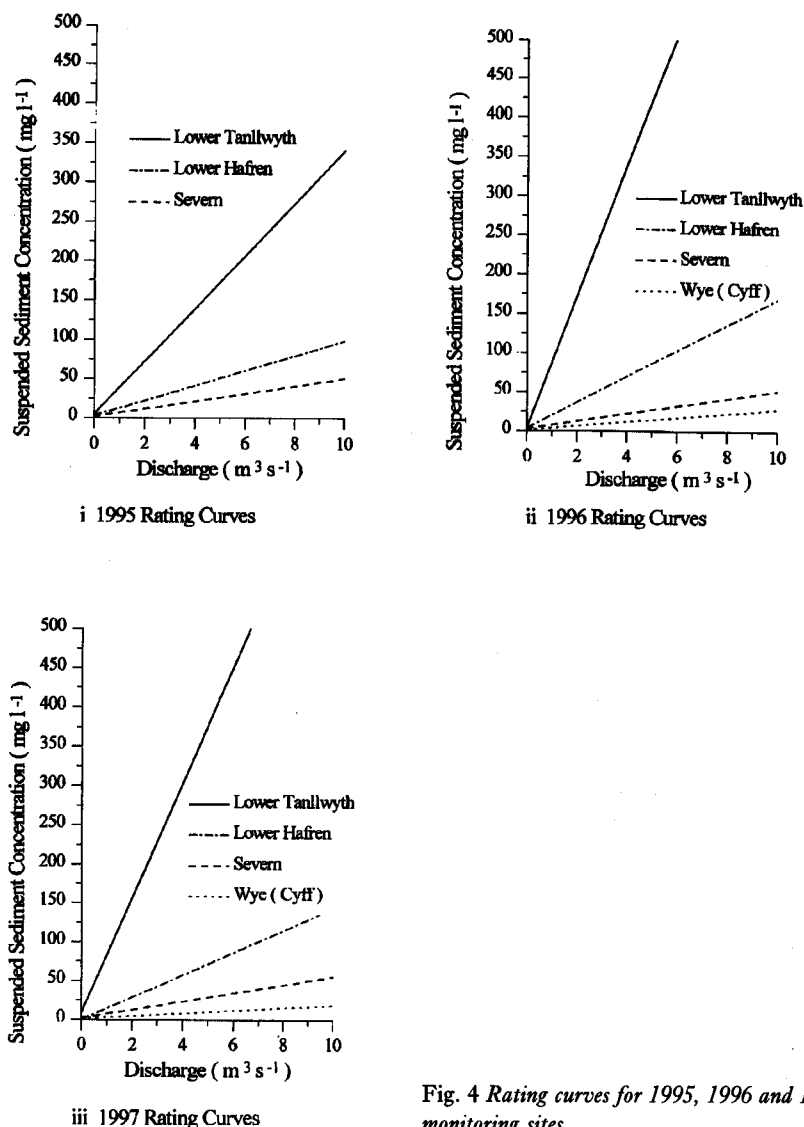 500
450
400
350
300
250
200
150
100
50
0
Suspended Sediment Concentration ( mg l-1 )
Lower Tanllwyth
Lower Hafren
Severn
0 2 4 6 8 10
Discharge ( m 3 s -1 )
i 1995 Rating Curves
500
450
400
350
300
250
200
150
100
50
0
Suspended Sediment Concentration ( mg l-1 )
Lower Tanllwyth
Lower Hafren
Severn
Wye ( Cyff )
0 2 4 6 8 10
Discharge ( m 3 s -1 )
ii 1996 Rating Curves
500
450
400
350
300
250
200
150
100
50
0
Suspended Sediment Concentration ( mg l-1 )
Lower Tanllwyth
Lower Hafren
Severn
Wye ( Cyff )
0 2 4 6 8 10
Discharge ( m 3 s -1 )
iii 1997 Rating Curves
Fig. 4 Rating curves for 1995, 1996 and
monitoring sites